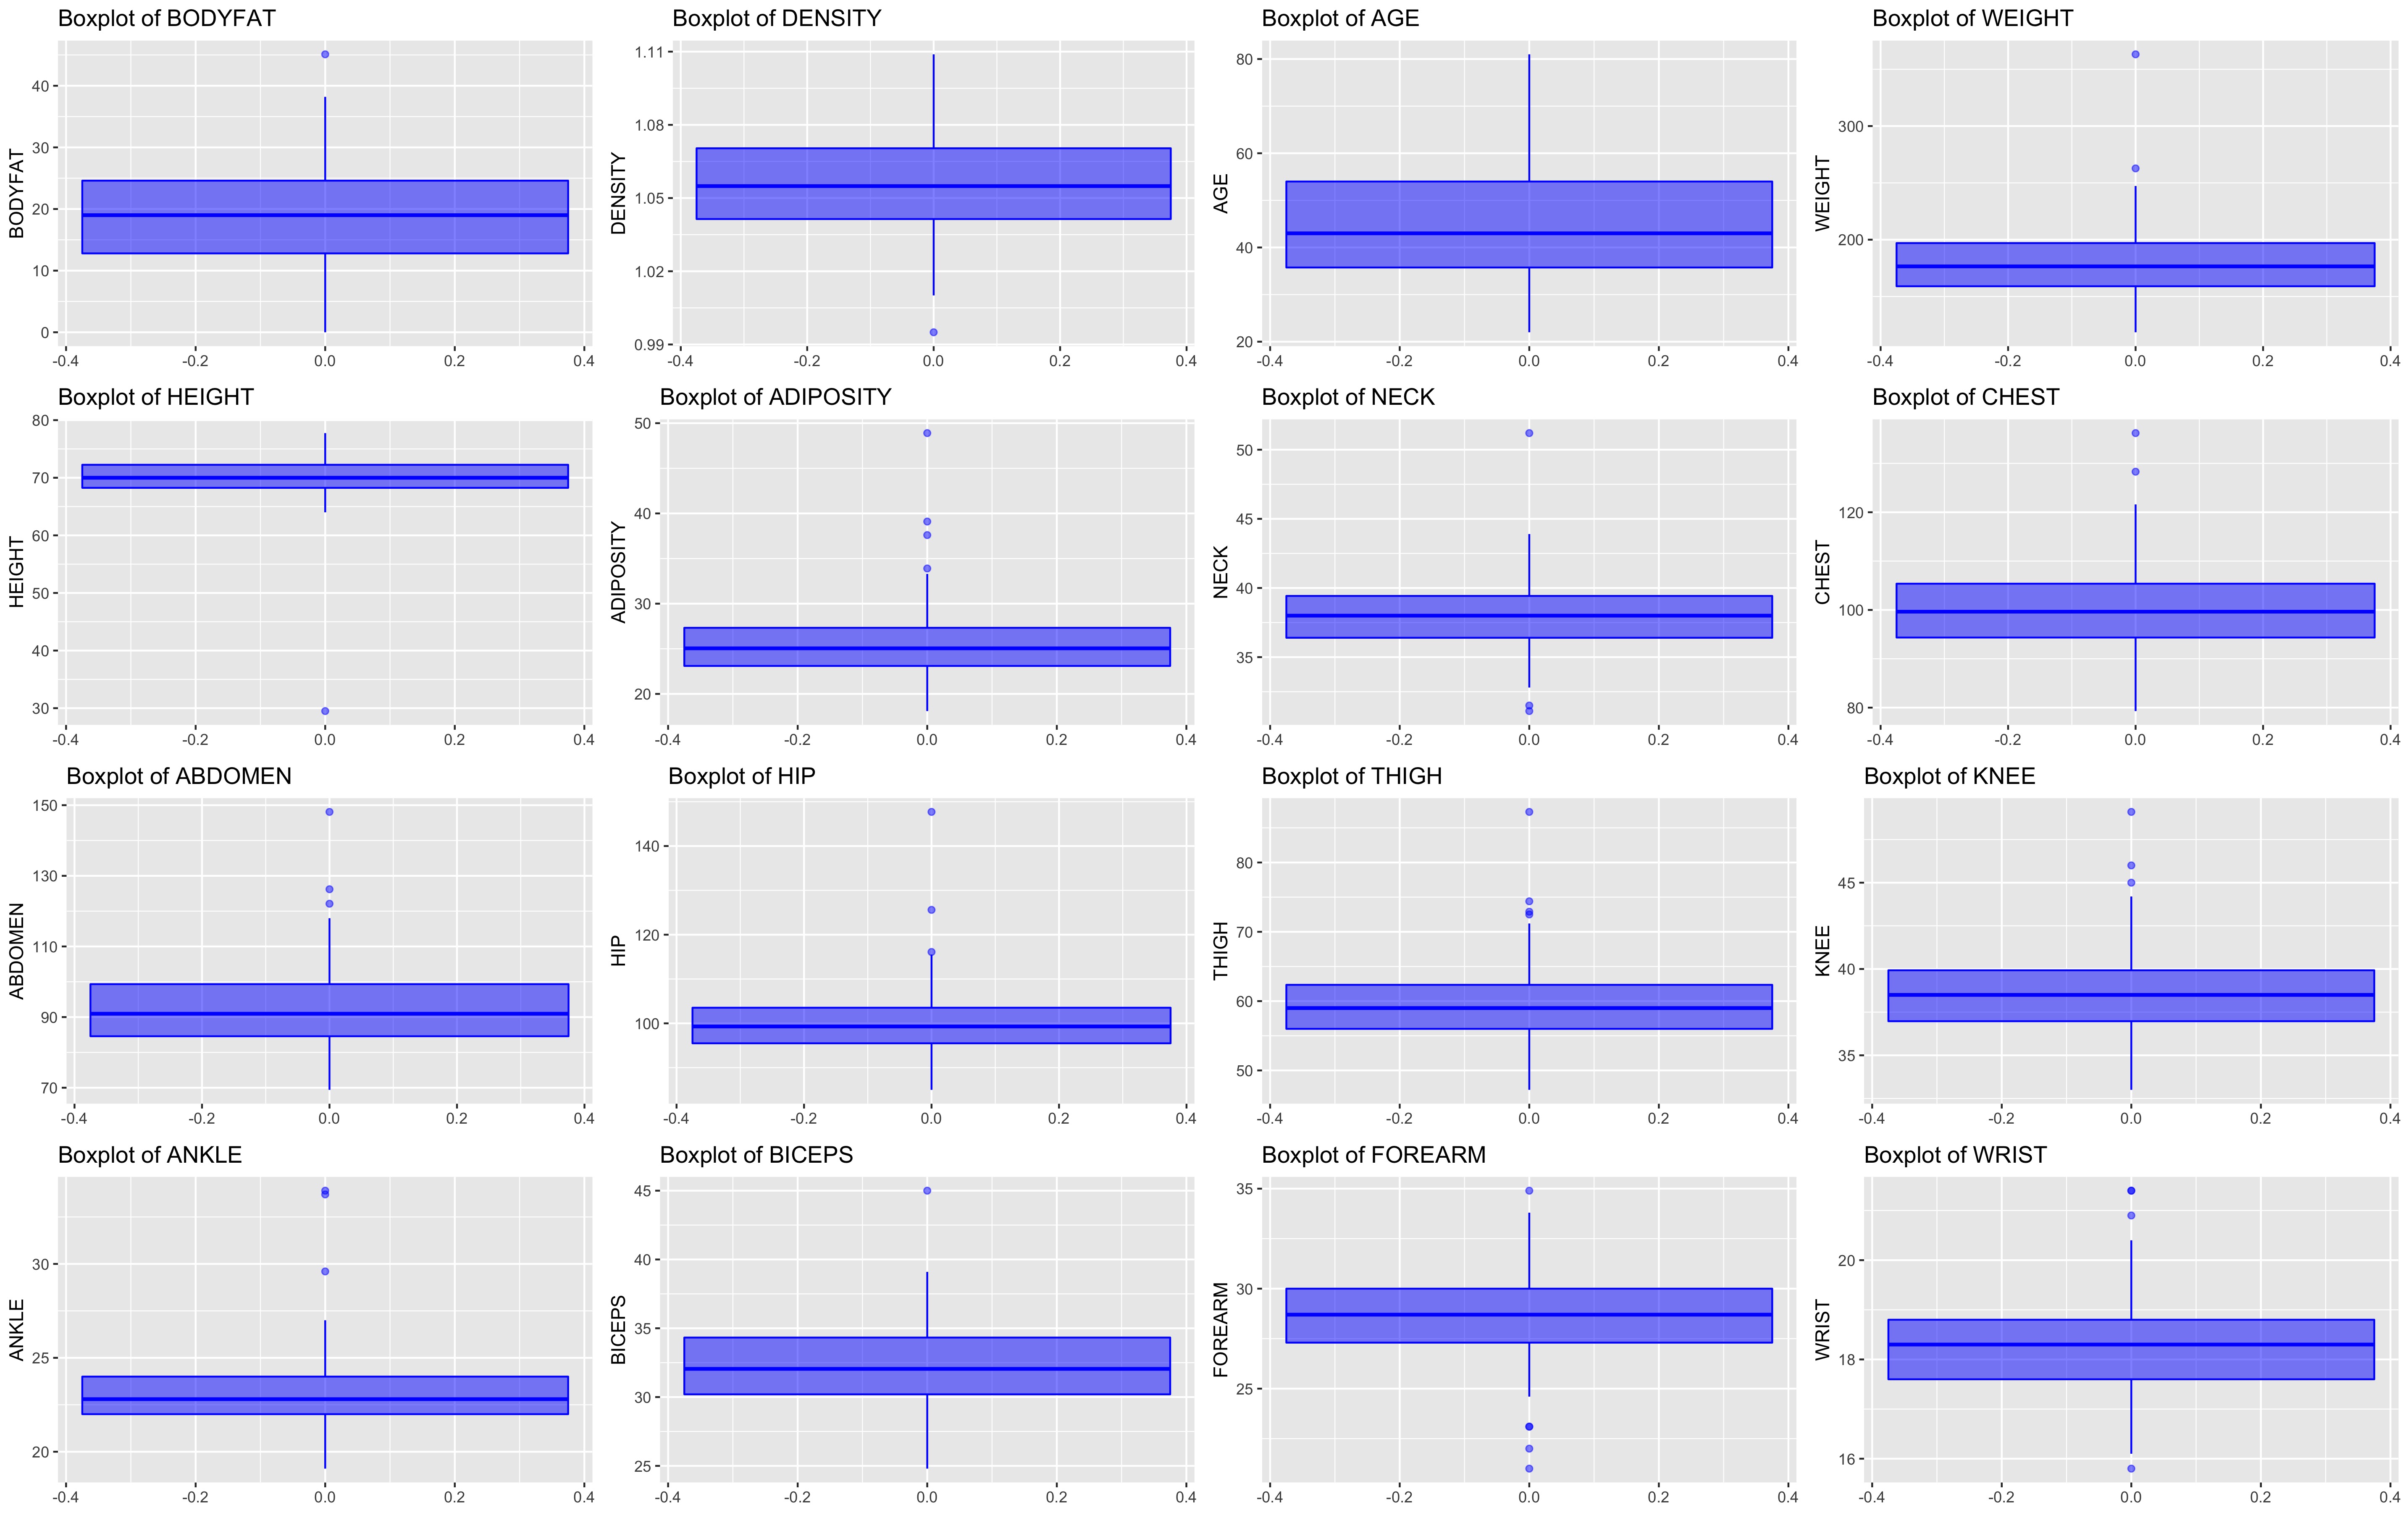 Boxplot of BODYFAT
BODYFAT
40
30
20
10
0
-0.4 -0.2 0.0 0.2 0.4
Boxplot of DENSITY
DENSITY
1.11
1.08
1.05
1.02
0.99
-0.4 -0.2 0.0 0.2 0.4
Boxplot of AGE
AGE
80
60
40
20
-0.4 -0.2 0.0 0.2 0.4
Boxplot of WEIGHT
WEIGHT
300
200
-0.4 -0.2 0.0 0.2 0.4
Boxplot of HEIGHT
HEIGHT
80
70
60
50
40
30
-0.4 -0.2 0.0 0.2 0.4
Boxplot of ADIPOSITY
ADIPOSITY
50
40
30
20
-0.4 -0.2 0.0 0.2 0.4
Boxplot of NECK
NECK
50
45
40
35
-0.4 -0.2 0.0 0.2 0.4
Boxplot of CHEST
CHEST
120
100
80
-0.4 -0.2 0.0 0.2 0.4
Boxplot of ABDOMEN
ABDOMEN
150
130
110
90
70
-0.4 -0.2 0.0 0.2 0.4
Boxplot of HIP
HIP
140
120
100
-0.4 -0.2 0.0 0.2 0.4
Boxplot of THIGH
THIGH
80
70
60
50
-0.4 -0.2 0.0 0.2 0.4
Boxplot of KNEE
KNEE
45
40
35
-0.4 -0.2 0.0 0.2 0.4
Boxplot of ANKLE
ANKLE
30
25
20
-0.4 -0.2 0.0 0.2 0.4
Boxplot of BICEPS
BICEPS
45
40
35
30
25
-0.4 -0.2 0.0 0.2 0.4
Boxplot of FOREARM
FOREARM
35
30
25
-0.4 -0.2 0.0 0.2 0.4
Boxplot of WRIST
WRIST
20
18
16
-0.4 -0.2 0.0 0.2 0.4